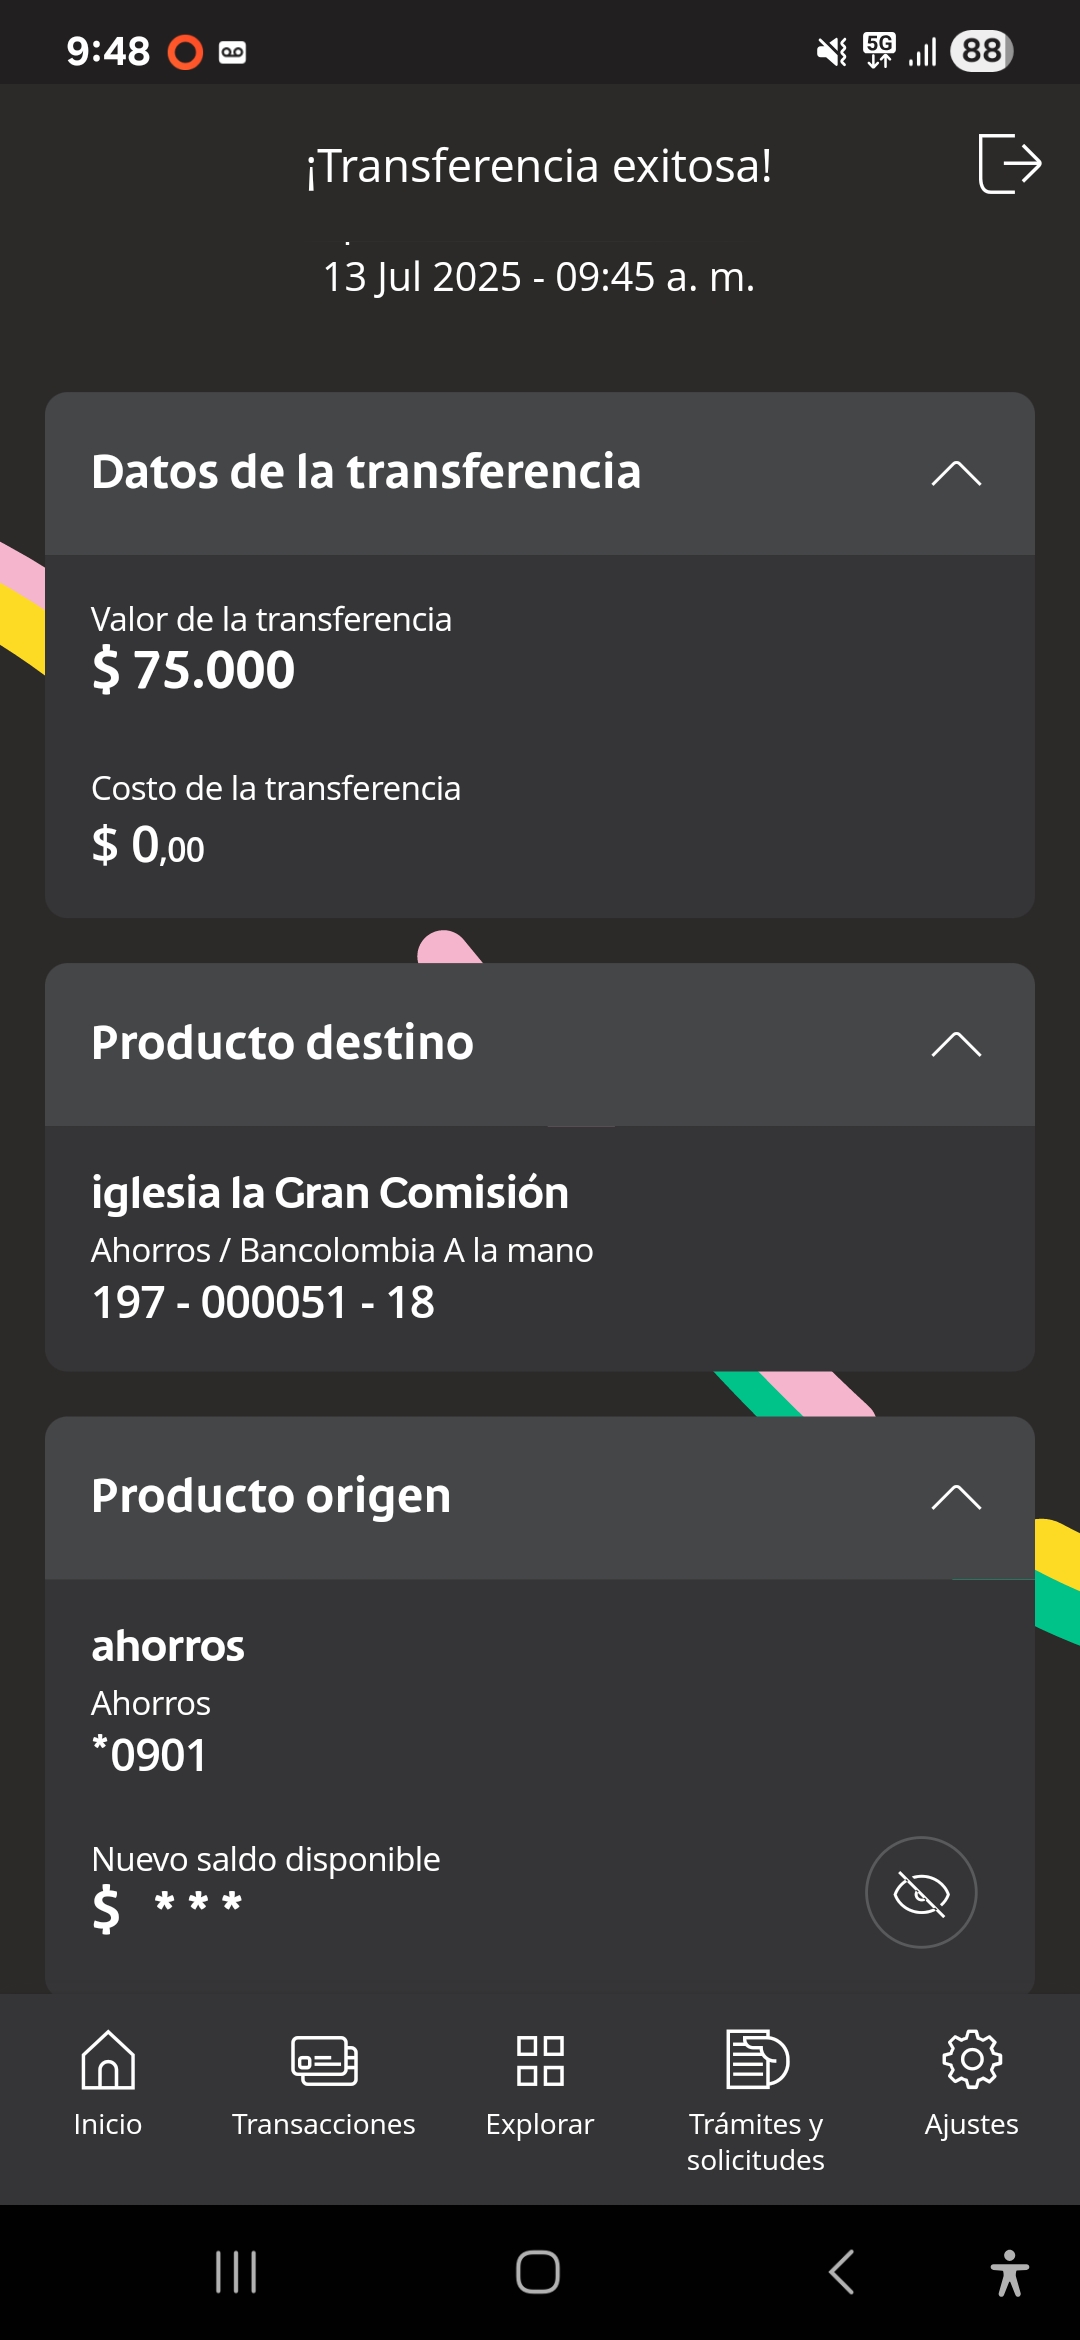 9:48
5G
88
¡Transferencia exitosa!
13 Jul 2025 - 09:45 a. m.
Datos de la transferencia
Valor de la transferencia
$ 75.000
Costo de la transferencia
$ 0,00
Producto destino
iglesia la Gran Comisión
Ahorros / Bancolombia A la mano
197 - 000051 - 18
Producto origen
ahorros
Ahorros
*0901
Nuevo saldo disponible
$ * * *
Inicio
Transacciones
Explorar
Trámites y
solicitudes
Ajustes